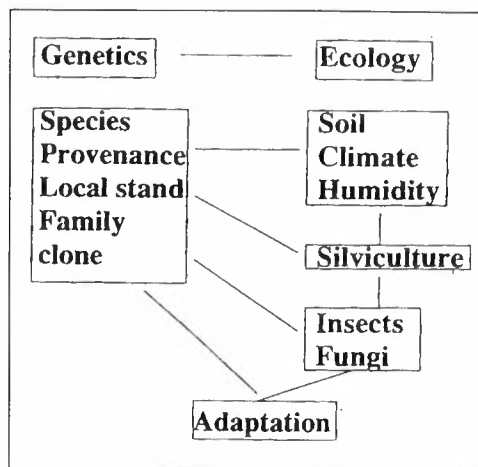 Genetics
Ecology
Species
Provenance
Local stand
Family
clone
Soil
Climate
Humidity
Silviculture
Insects
Fungi
Adaptation